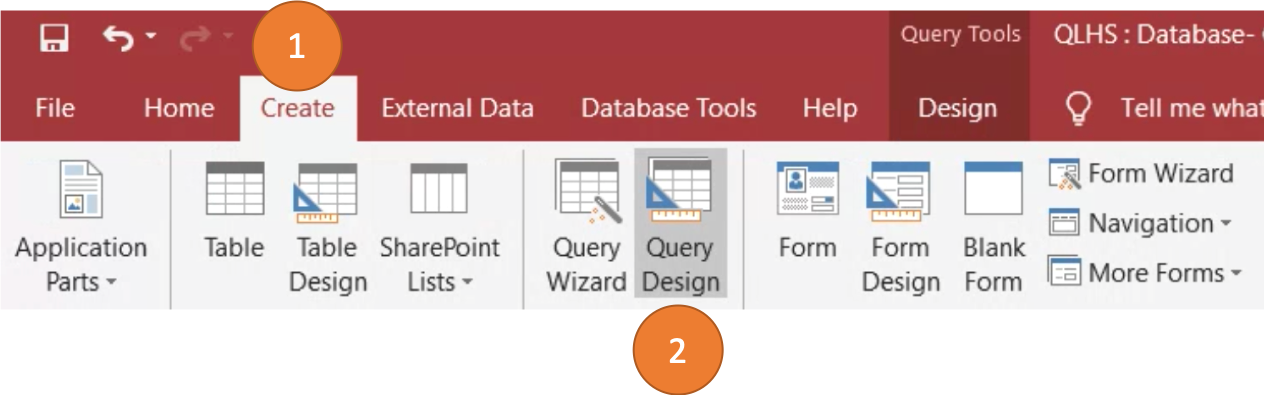 1
Query Tools QLHS : Database-
File Home Create External Data Database Tools Help Design Tell me what
Application Parts
Table
Table Design
SharePoint Lists
Query Wizard
Query Design
Form
Form Design
Blank Form
Form Wizard
Navigation
More Forms
2